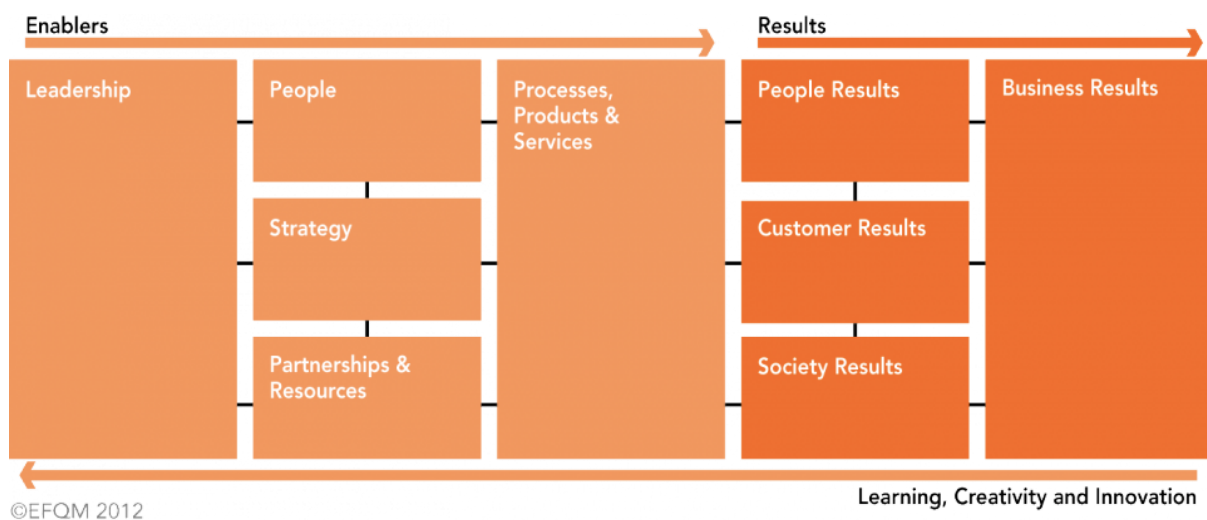 Enablers
Results
Leadership
People
Processes,
Products &
Services
People Results
Business Results
Strategy
Customer Results
Partnerships &
Resources
Society Results
Learning, Creativity and Innovation
©EFQM 2012